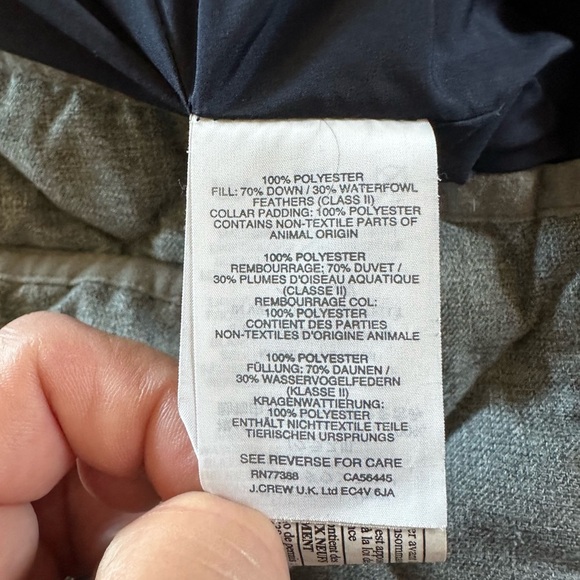 100% POLYESTER
FILL: 70% DOWN / 30% WATERFOWL
FEATHERS (CLASS II)
COLLAR PADDING: 100% POLYESTER
CONTAINS NON-TEXTILE PARTS OF
ANIMAL ORIGIN
100% POLYESTER
REMBOURRAGE: 70% DUVET /
30% PLUMES D'OISEAU AQUATIQUE
(CLASSE II)
REMBOURRAGE COL:
100% POLYESTER
CONTIENT DES PARTIES
NON-TEXTILES D'ORIGINE ANIMALE
100% POLYESTER
FÜLLUNG: 70% DAUNEN /
30% WASSERVOGELFEDERN
(KLASSE II)
KRAGENWATTIERUNG:
100% POLYESTER
ENTHÄLT NICHTTEXTILE TEILE
TIERISCHEN URSPRUNGS
SEE REVERSE FOR CARE
RN77388 CA56445
J.CREW U.K. Ltd EC4V 6JA